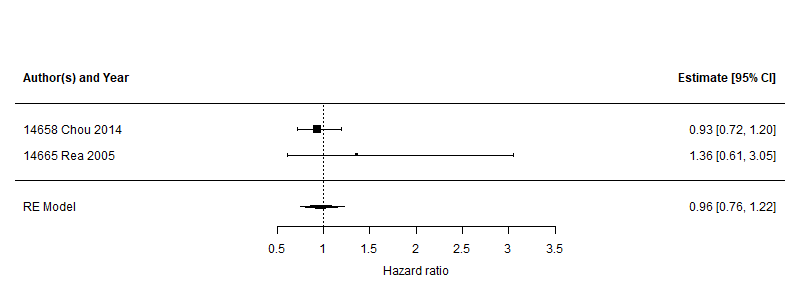 Author(s) and Year Estimate [95% CI]
14658 Chou 2014 0.93 [0.72, 1.20]
14665 Rea 2005 1.36 [0.61, 3.05]
RE Model 0.96 [0.76, 1.22]
0.5 1 1.5 2 2.5 3 3.5
Hazard ratio